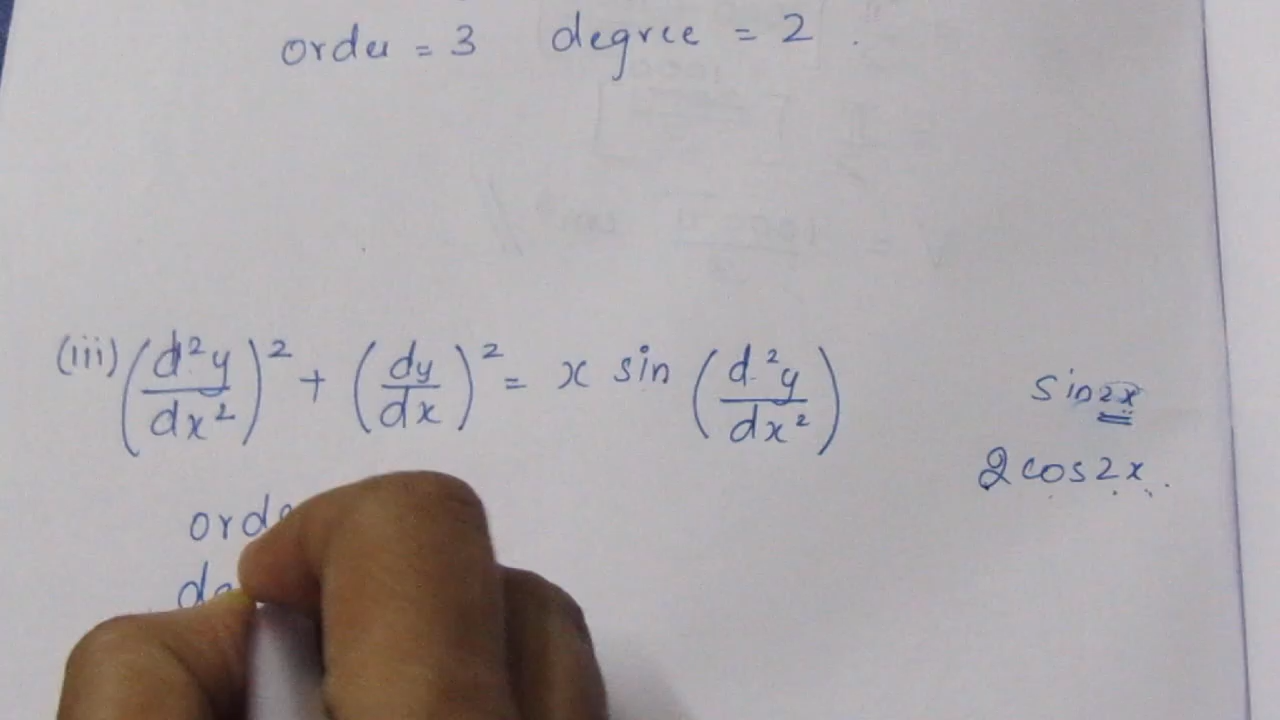 order = 3 degree = 2 .
(iii) (d²y/dx²)² + (dy/dx)² = x sin (d²y/dx²)
sin2x
2cos2x